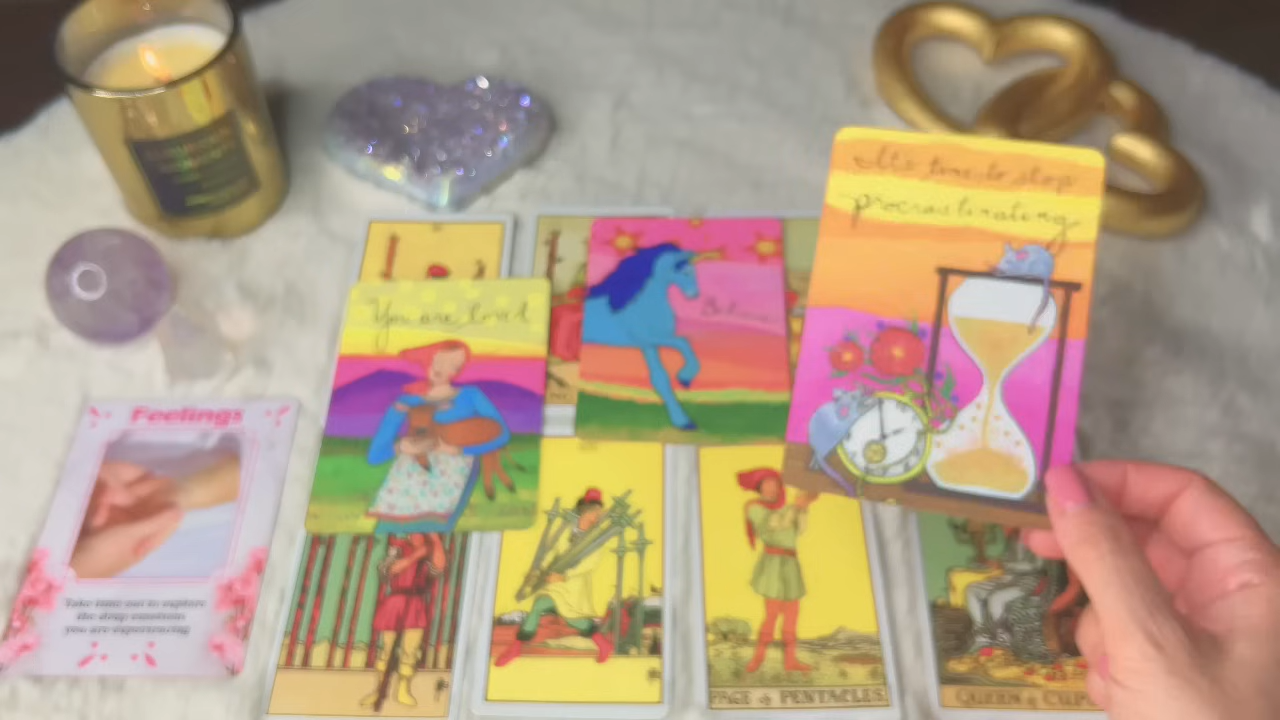 It's time to stop
procrastinating
You are loved
Believe
Feelings
Take time out to explore
the deep emotions
you are experiencing
PAGE of PENTACLES.
QUEEN of CUPS